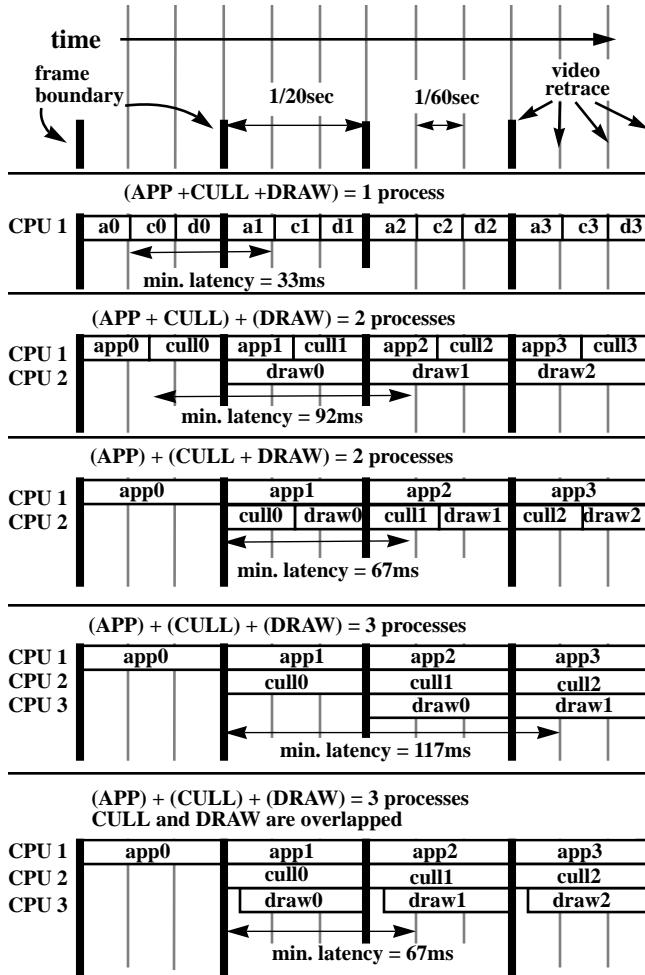 time
frame
boundary
1/20sec
1/60sec
video
retrace
(APP +CULL +DRAW) = 1 process
CPU 1 a0 c0 d0 a1 c1 d1 a2 c2 d2 a3 c3 d3
min. latency = 33ms
(APP + CULL) + (DRAW) = 2 processes
CPU 1 app0 cull0 app1 cull1 app2 cull2 app3 cull3
CPU 2 draw0 draw1 draw2
min. latency = 92ms
(APP) + (CULL + DRAW) = 2 processes
CPU 1 app0 app1 app2 app3
CPU 2 cull0 draw0 cull1 draw1 cull2 draw2
min. latency = 67ms
(APP) + (CULL) + (DRAW) = 3 processes
CPU 1 app0 app1 app2 app3
CPU 2 cull0 cull1 cull2
CPU 3 draw0 draw1
min. latency = 117ms
(APP) + (CULL) + (DRAW) = 3 processes
CULL and DRAW are overlapped
CPU 1 app0 app1 app2 app3
CPU 2 cull0 cull1 cull2
CPU 3 draw0 draw1 draw2
min. latency = 67ms